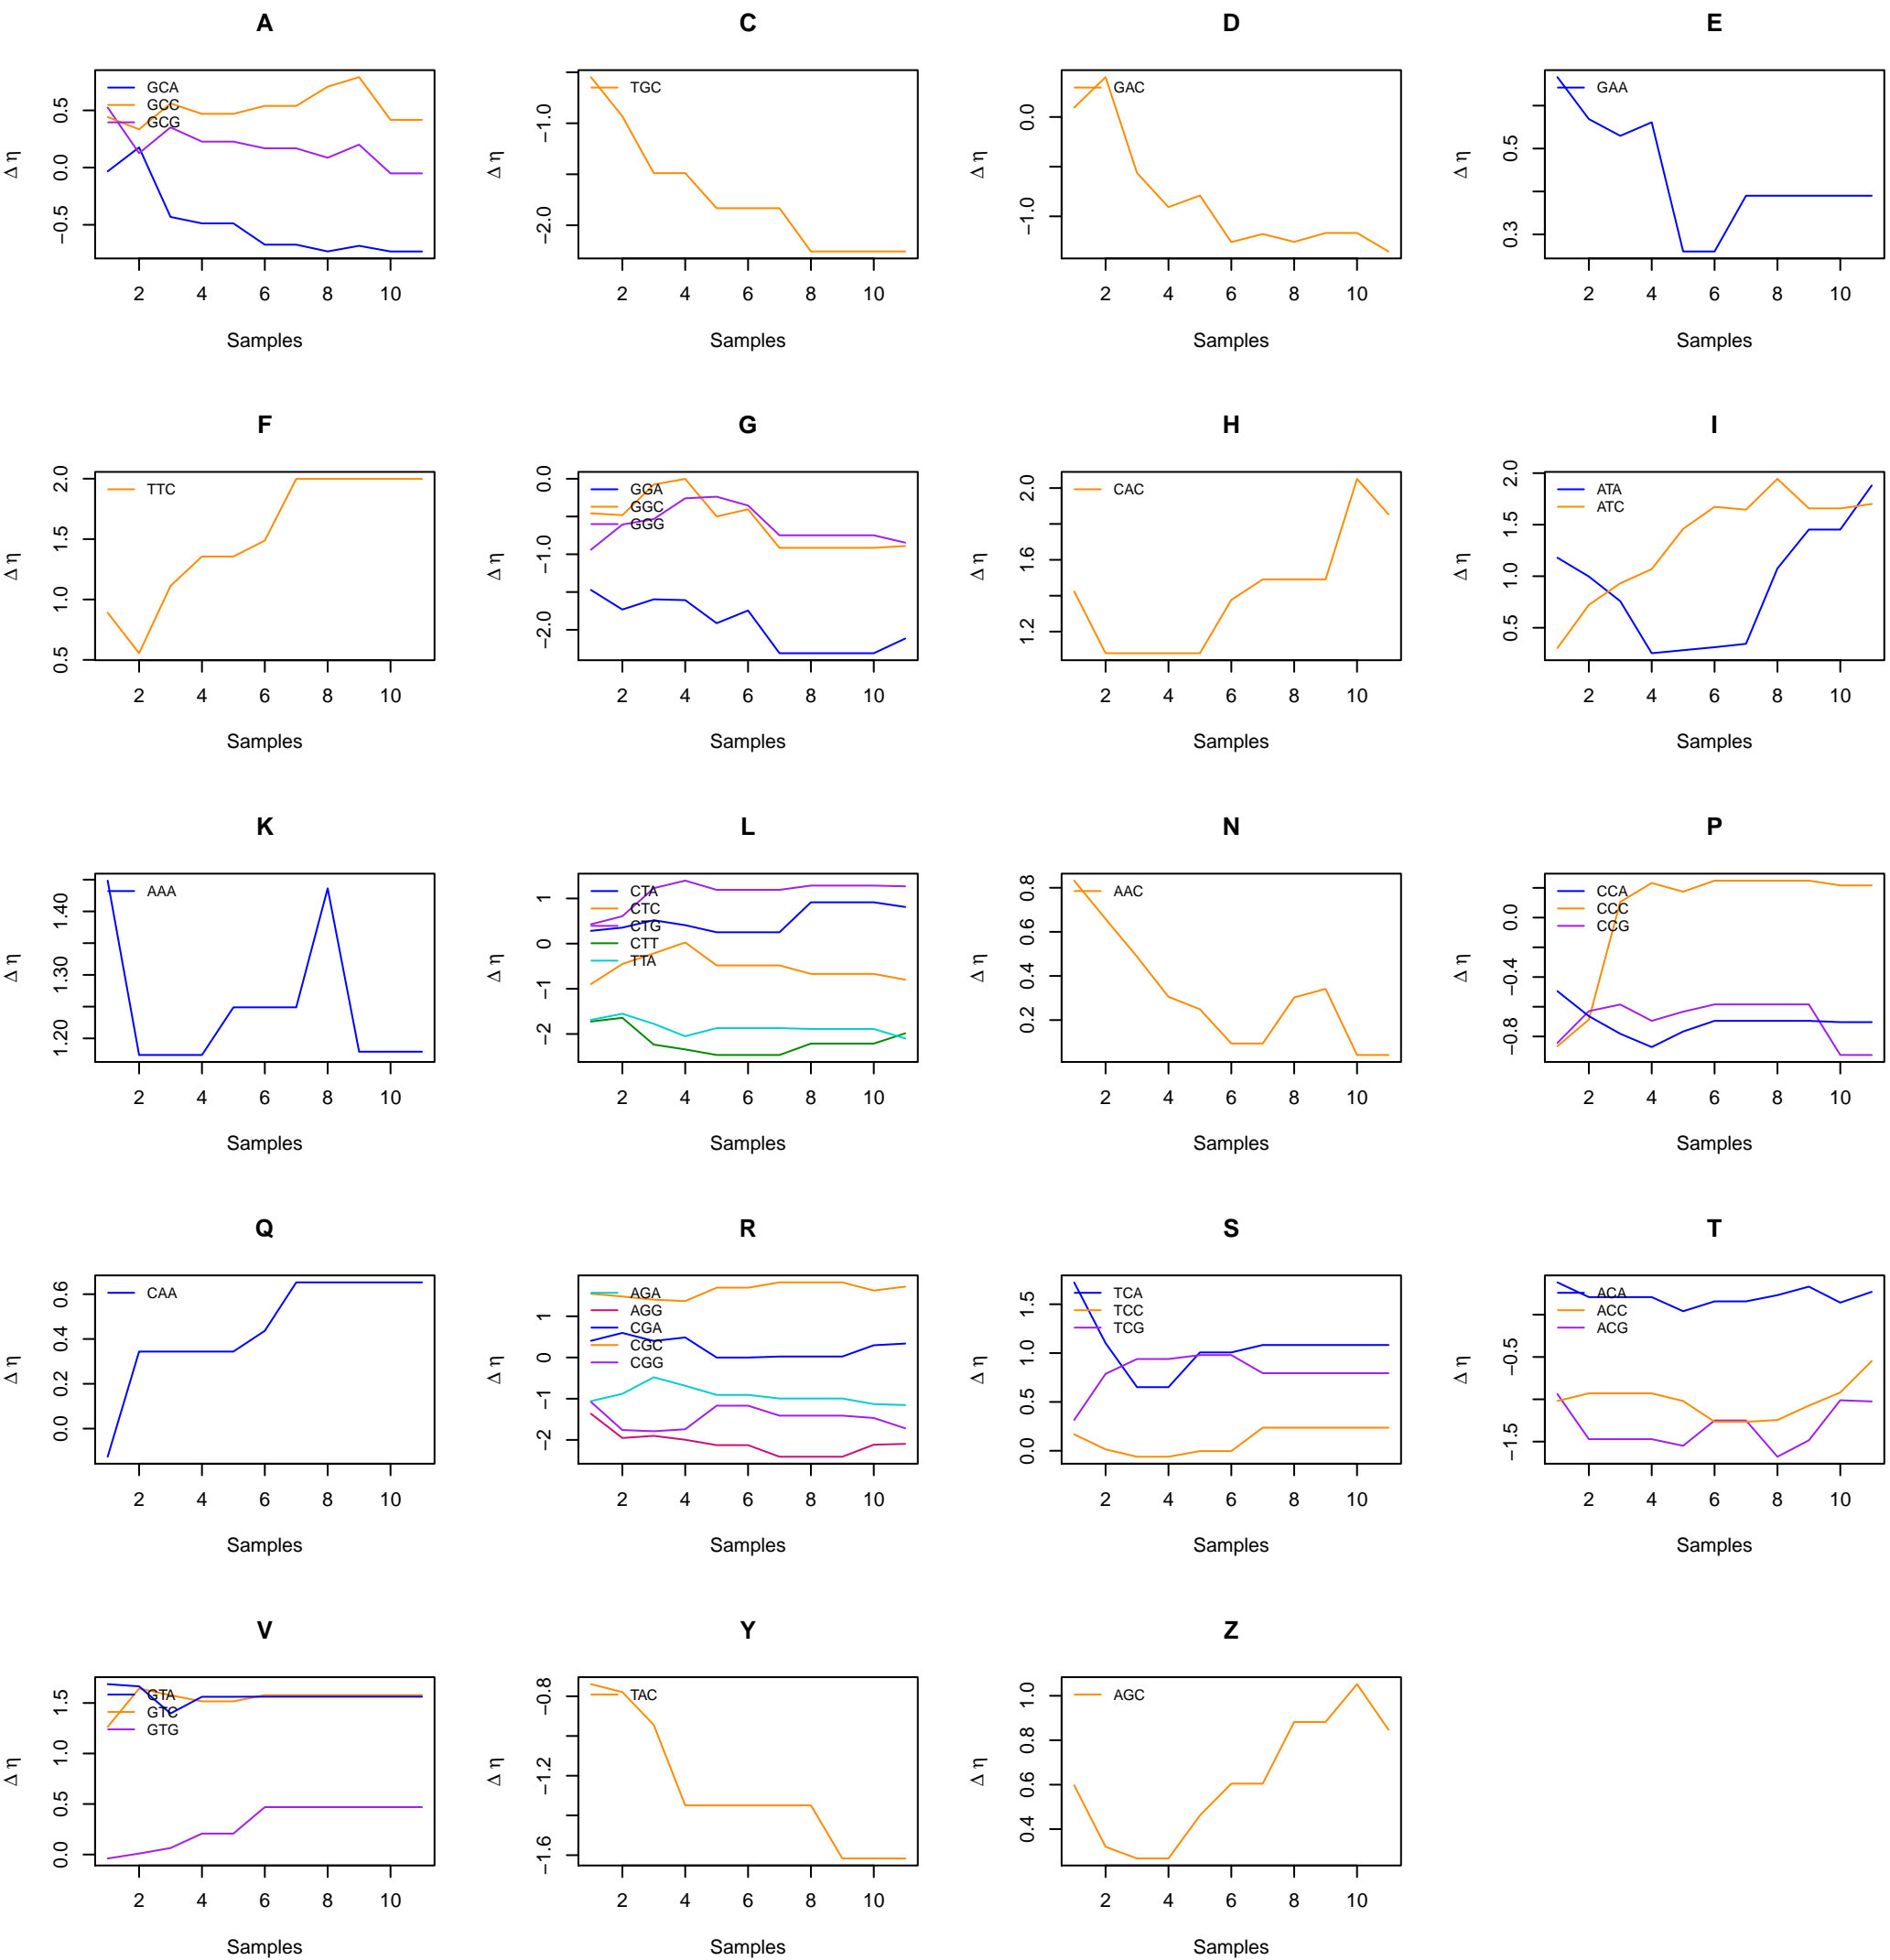 A
Δ η
0.5
0.0
−0.5
GCA
GCC
GCG
2 4 6 8 10
Samples
C
Δ η
−1.0
−2.0
TGC
2 4 6 8 10
Samples
D
Δ η
0.0
−1.0
GAC
2 4 6 8 10
Samples
E
Δ η
0.5
0.3
GAA
2 4 6 8 10
Samples
F
Δ η
2.0
1.5
1.0
0.5
TTC
2 4 6 8 10
Samples
G
Δ η
0.0
−1.0
−2.0
GGA
GGC
GGG
2 4 6 8 10
Samples
H
Δ η
2.0
1.6
1.2
CAC
2 4 6 8 10
Samples
I
Δ η
2.0
1.5
1.0
0.5
ATA
ATC
2 4 6 8 10
Samples
K
Δ η
1.40
1.30
1.20
AAA
2 4 6 8 10
Samples
L
Δ η
1
0
−1
−2
CTA
CTC
CTG
CTT
TTA
2 4 6 8 10
Samples
N
Δ η
0.8
0.6
0.4
0.2
AAC
2 4 6 8 10
Samples
P
Δ η
0.0
−0.4
−0.8
CCA
CCC
CCG
2 4 6 8 10
Samples
Q
Δ η
0.6
0.4
0.2
0.0
CAA
2 4 6 8 10
Samples
R
Δ η
1
0
−1
−2
AGA
AGG
CGA
CGC
CGG
2 4 6 8 10
Samples
S
Δ η
1.5
1.0
0.5
0.0
TCA
TCC
TCG
2 4 6 8 10
Samples
T
Δ η
−0.5
−1.5
ACA
ACC
ACG
2 4 6 8 10
Samples
V
Δ η
1.5
1.0
0.5
0.0
GTA
GTC
GTG
2 4 6 8 10
Samples
Y
Δ η
−0.8
−1.2
−1.6
TAC
2 4 6 8 10
Samples
Z
Δ η
1.0
0.8
0.6
0.4
AGC
2 4 6 8 10
Samples